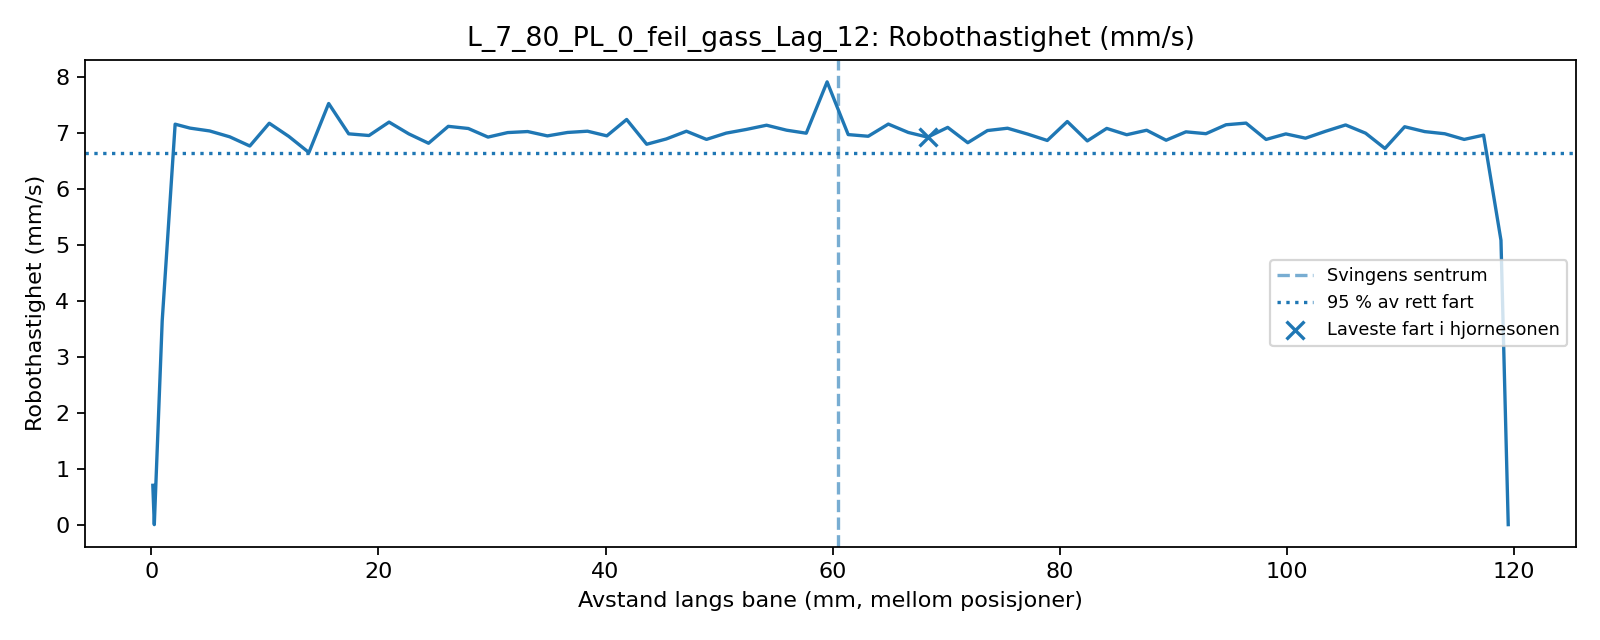 L_7_80_PL_0_feil_gass_Lag_12: Robothastighet (mm/s)
Robothastighet (mm/s)
8
7
6
5
4
3
2
1
0
Svingens sentrum
95 % av rett fart
Laveste fart i hjornesonen
0 20 40 60 80 100 120
Avstand langs bane (mm, mellom posisjoner)